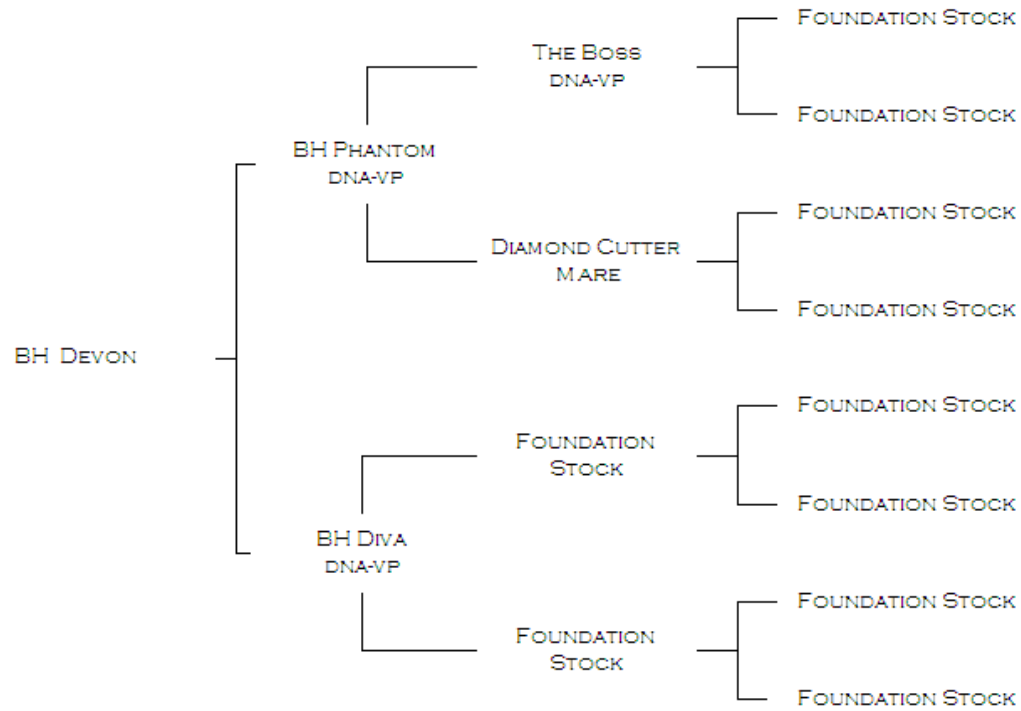 Foundation Stock
The Boss
DNA-VP
Foundation Stock
BH Phantom
DNA-VP
Foundation Stock
Diamond Cutter
Mare
Foundation Stock
BH Devon
Foundation Stock
Foundation
Stock
Foundation Stock
BH Diva
DNA-VP
Foundation Stock
Foundation
Stock
Foundation Stock